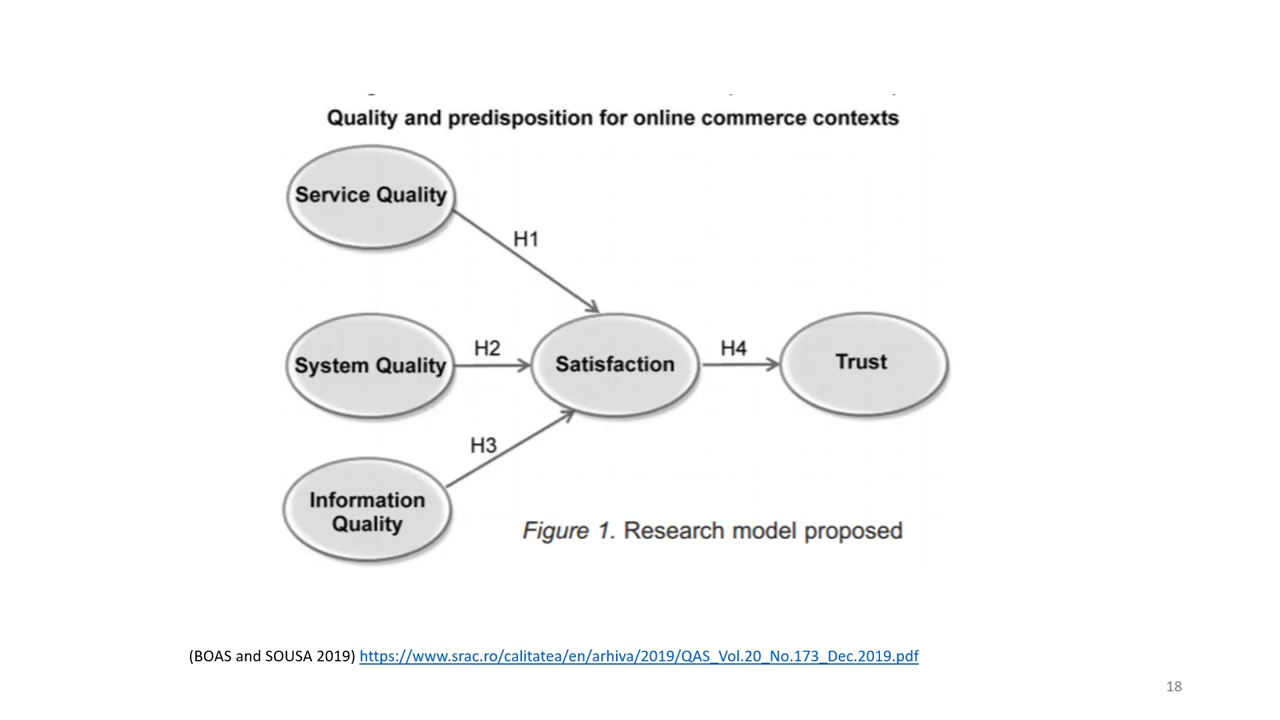 Quality and predisposition for online commerce contexts
Service Quality
H1
System Quality
H2
Satisfaction
H4
Trust
H3
Information
Quality
Figure 1. Research model proposed
(BOAS and SOUSA 2019) https://www.srac.ro/calitatea/en/arhiva/2019/QAS_Vol.20_No.173_Dec.2019.pdf
18